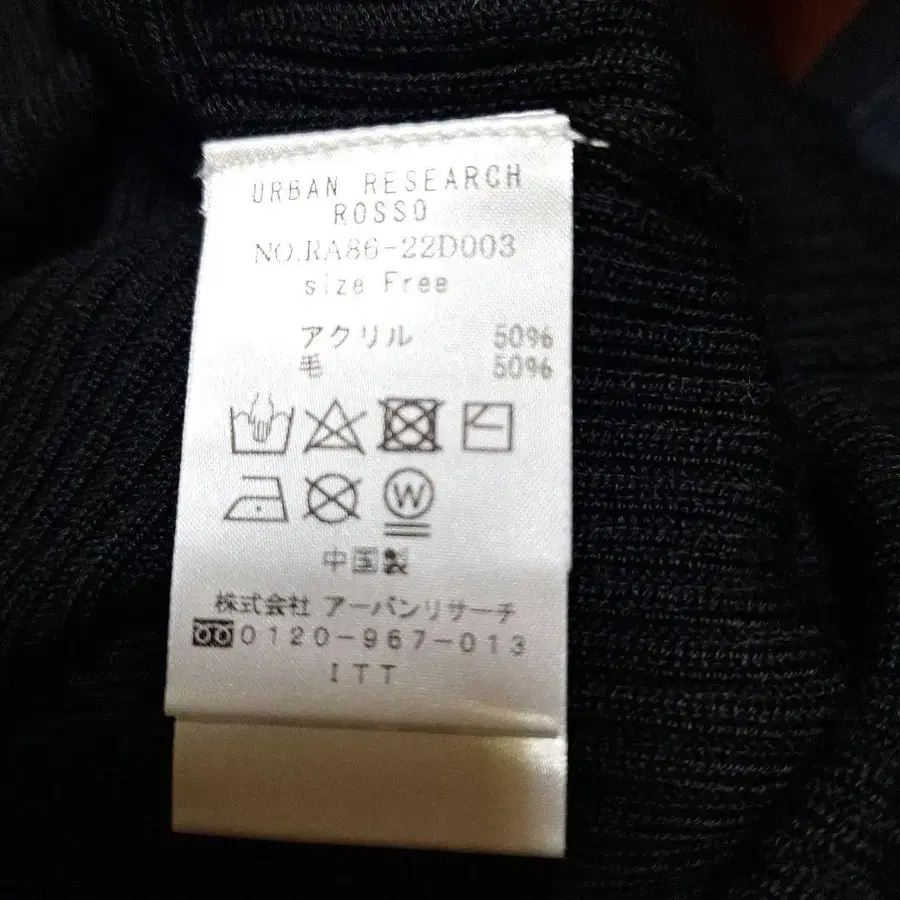 URBAN RESEARCH
ROSSO
NO.RA86-22D003
size Free
アクリル 50%
毛 50%
W
中国製
株式会社 アーバンリサーチ
0120-967-013
ITT